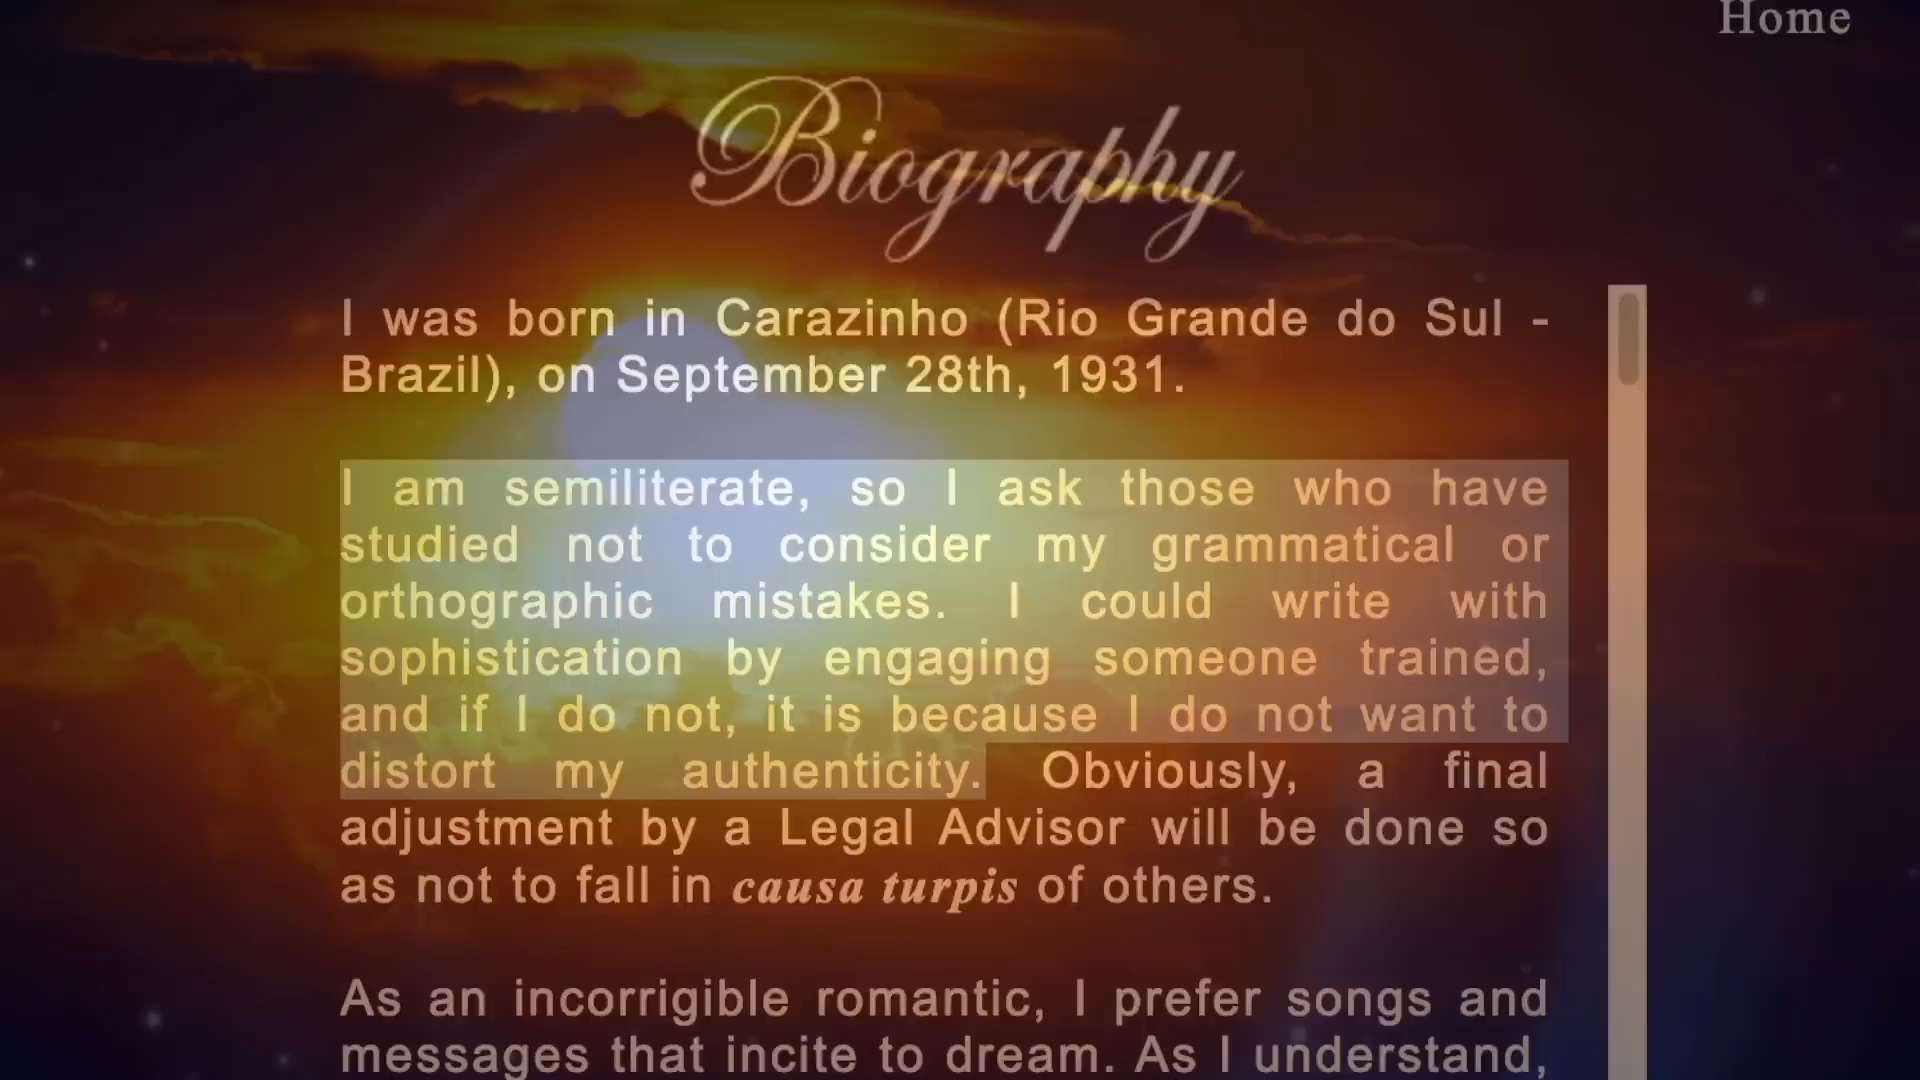 Home
Biography
I was born in Carazinho (Rio Grande do Sul -
Brazil), on September 28th, 1931.
I am semiliterate, so I ask those who have
studied not to consider my grammatical or
orthographic mistakes. I could write with
sophistication by engaging someone trained,
and if I do not, it is because I do not want to
distort my authenticity. Obviously, a final
adjustment by a Legal Advisor will be done so
as not to fall in causa turpis of others.
As an incorrigible romantic, I prefer songs and
messages that incite to dream. As I understand,